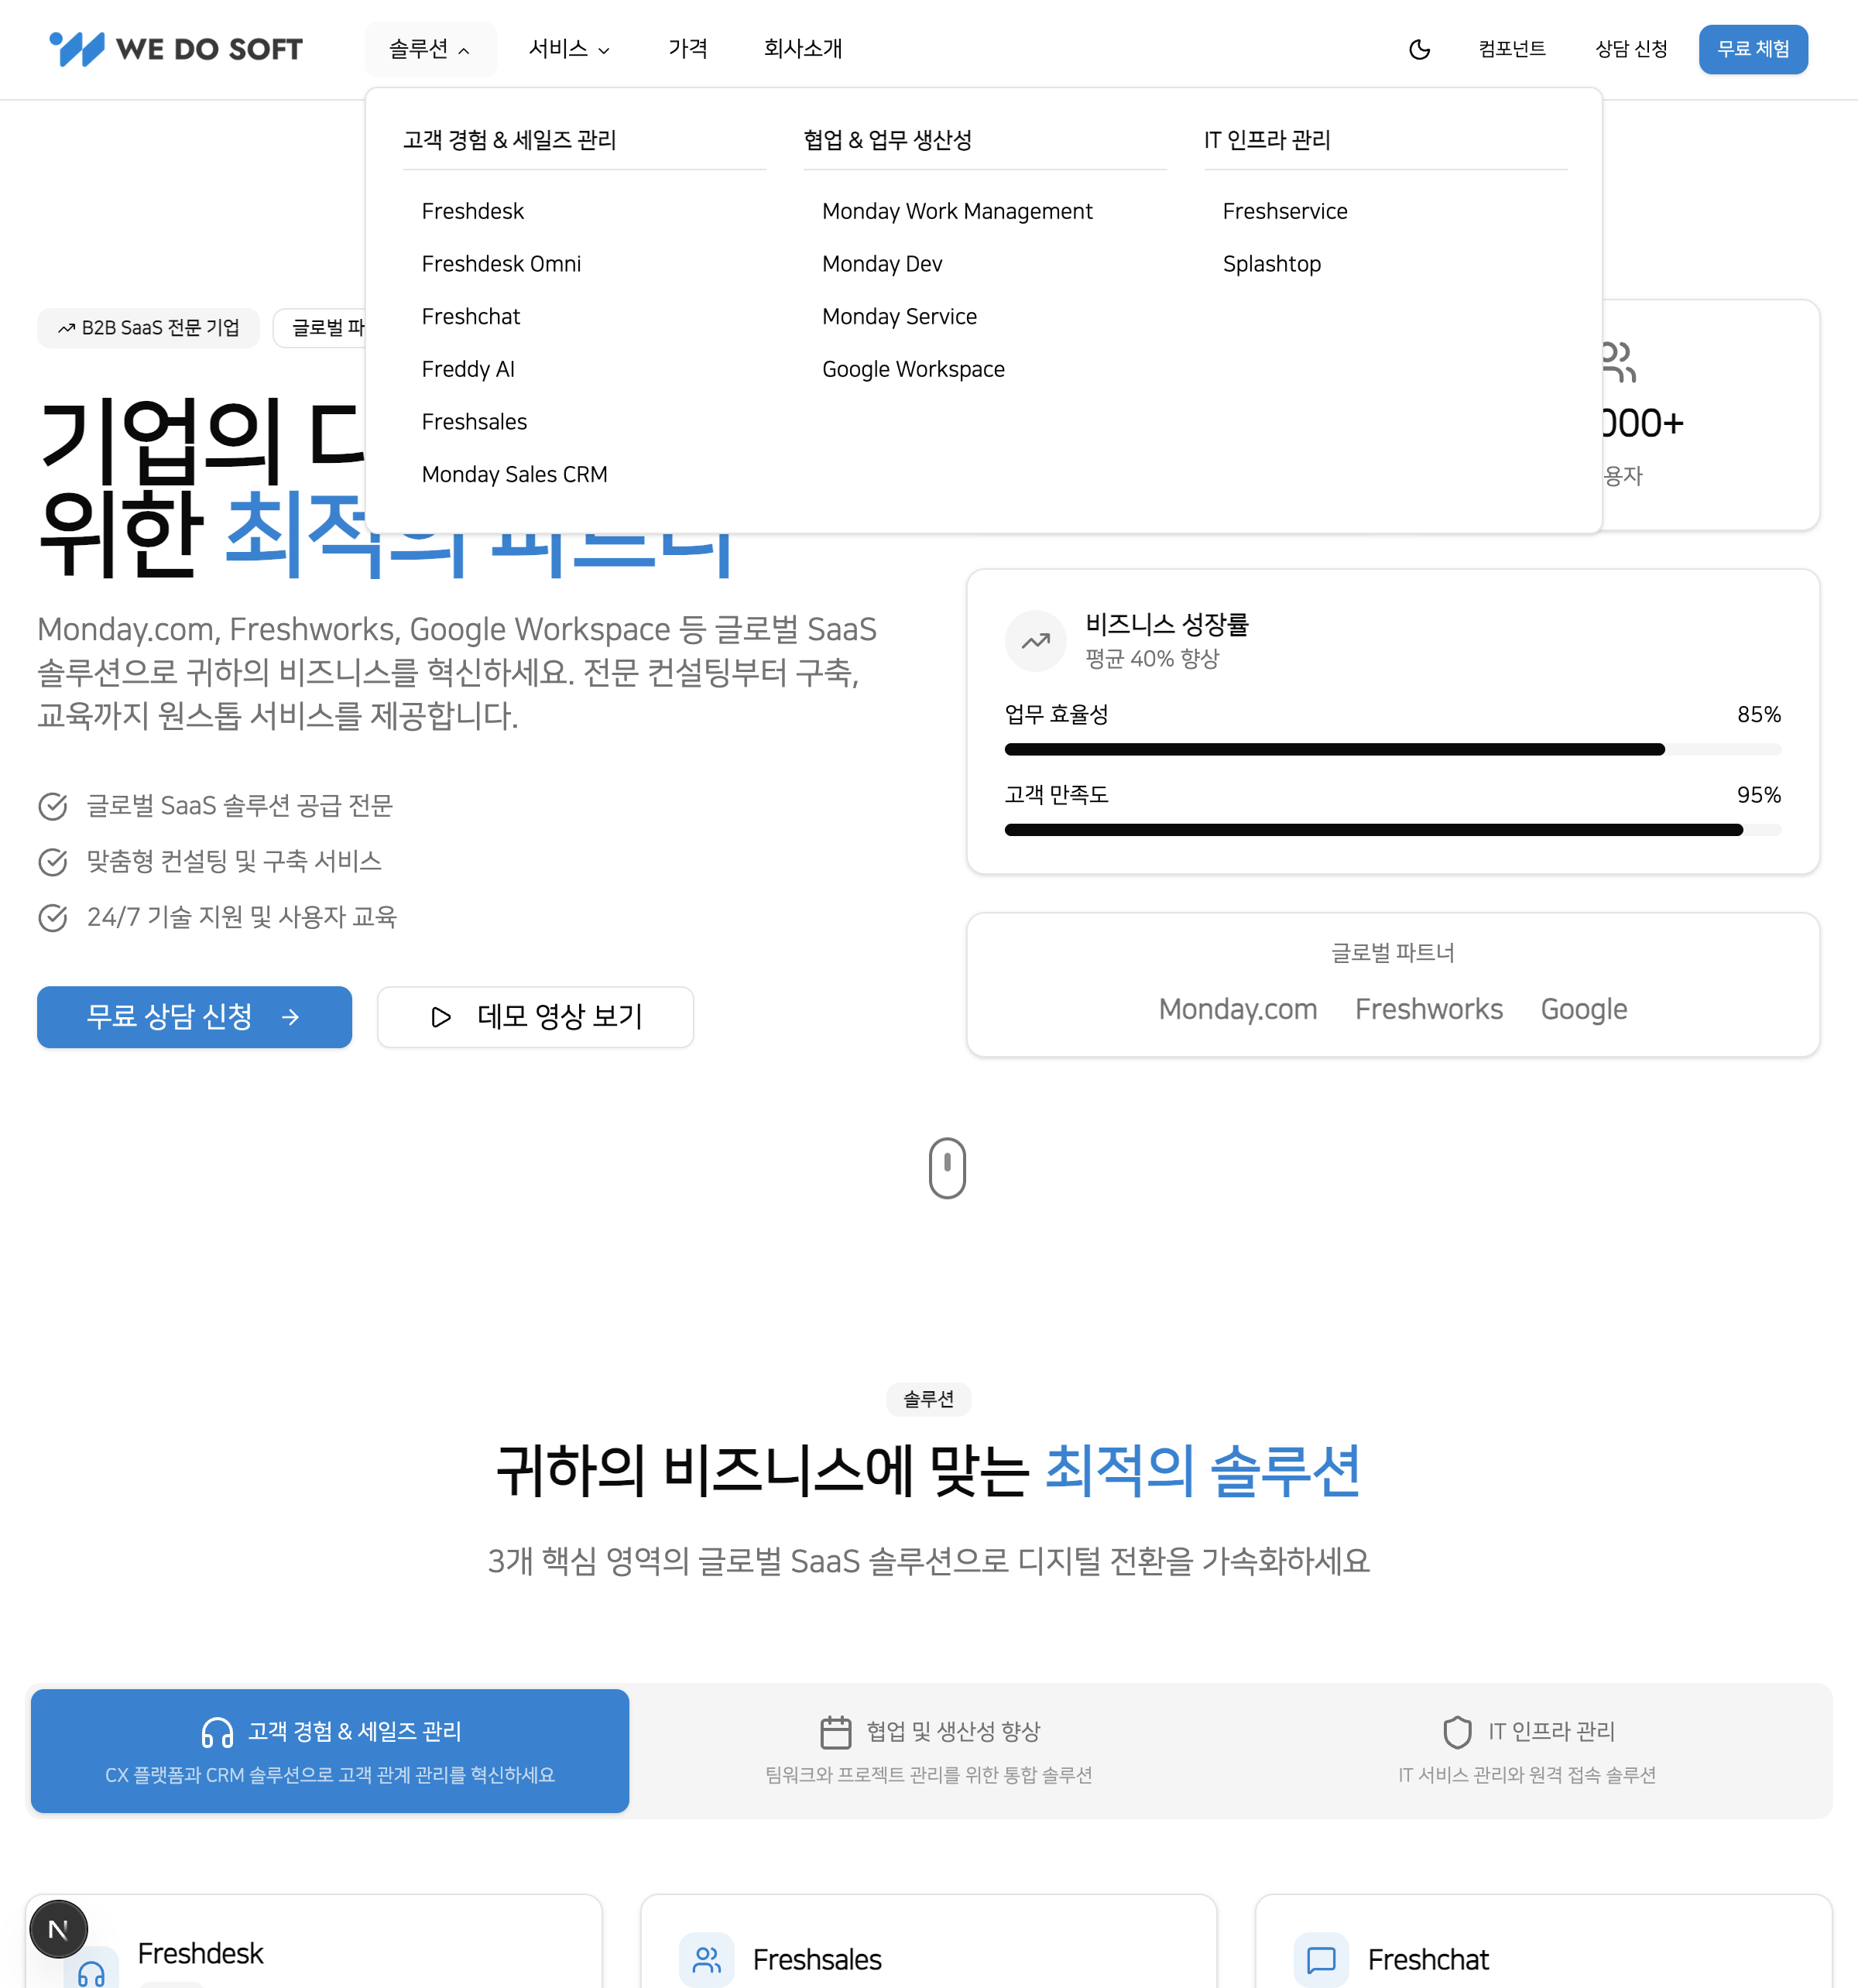 WE DO SOFT
솔루션
서비스
가격
회사소개
컴포넌트
상담 신청
무료 체험
고객 경험 & 세일즈 관리
Freshdesk
Freshdesk Omni
Freshchat
Freddy AI
Freshsales
Monday Sales CRM
협업 & 업무 생산성
Monday Work Management
Monday Dev
Monday Service
Google Workspace
IT 인프라 관리
Freshservice
Splashtop
B2B SaaS 전문 기업
글로벌
기업의
위한 최적의 파트너
Monday.com, Freshworks, Google Workspace 등 글로벌 SaaS
솔루션으로 귀하의 비즈니스를 혁신하세요. 전문 컨설팅부터 구축,
교육까지 원스톱 서비스를 제공합니다.
글로벌 SaaS 솔루션 공급 전문
맞춤형 컨설팅 및 구축 서비스
24/7 기술 지원 및 사용자 교육
무료 상담 신청
데모 영상 보기
000+
용자
비즈니스 성장률
평균 40% 향상
업무 효율성 85%
고객 만족도 95%
글로벌 파트너
Monday.com Freshworks Google
솔루션
귀하의 비즈니스에 맞는 최적의 솔루션
3개 핵심 영역의 글로벌 SaaS 솔루션으로 디지털 전환을 가속화하세요
고객 경험 & 세일즈 관리
CX 플랫폼과 CRM 솔루션으로 고객 관계 관리를 혁신하세요
협업 및 생산성 향상
팀워크와 프로젝트 관리를 위한 통합 솔루션
IT 인프라 관리
IT 서비스 관리와 원격 접속 솔루션
N
Freshdesk
Freshsales
Freshchat